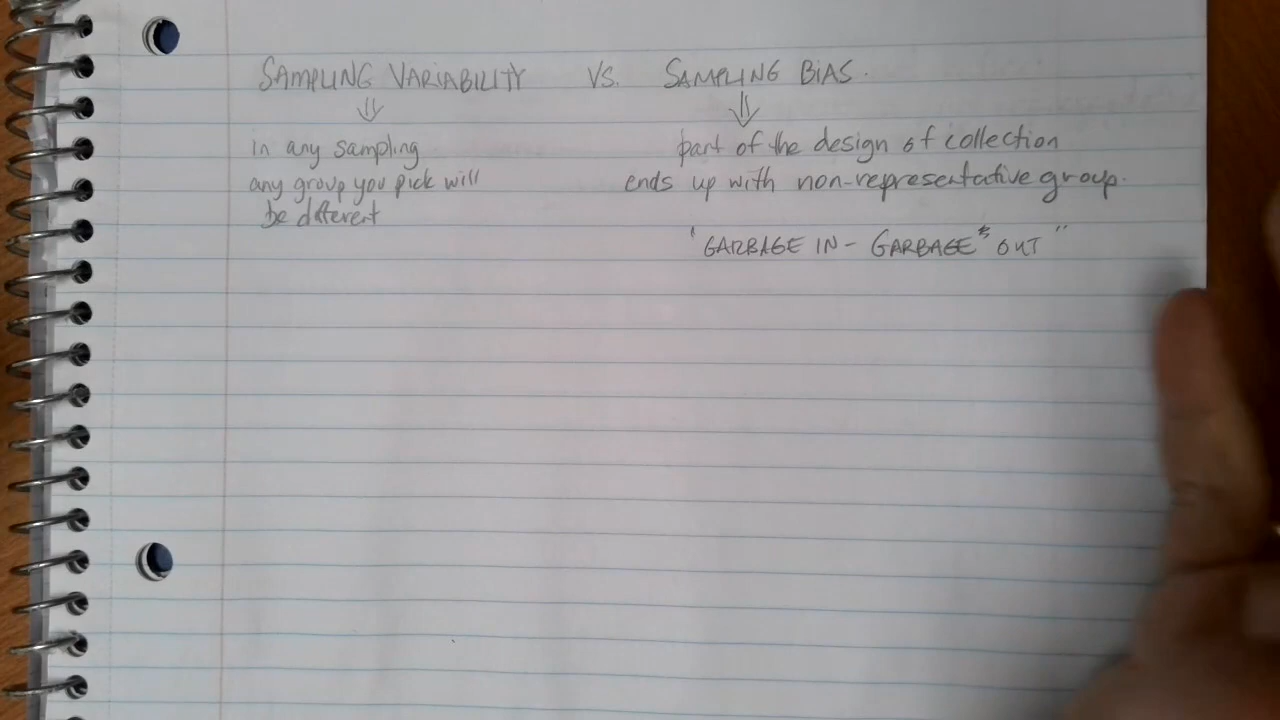 SAMPLING VARIABILITY VS. SAMPLING BIAS.
in any sampling
any group you pick will
be different
part of the design of collection
ends up with non-representative group.
"GARBAGE IN - GARBAGE OUT"